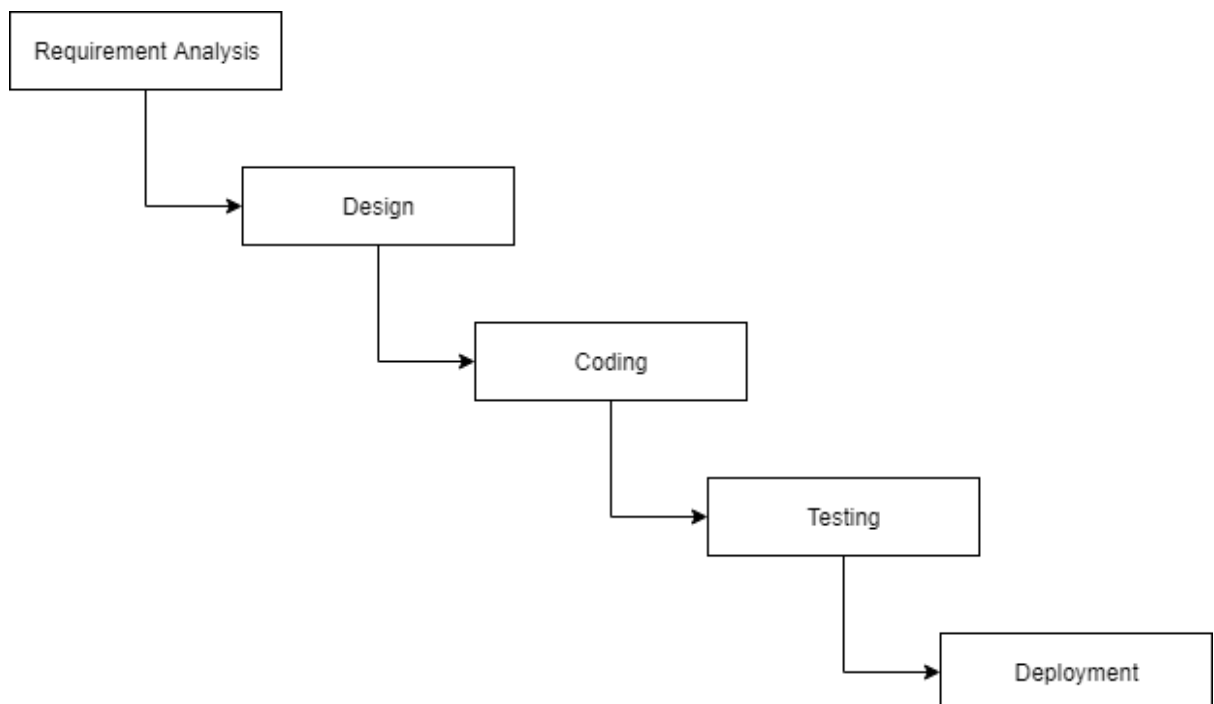 Requirement Analysis
Design
Coding
Testing
Deployment